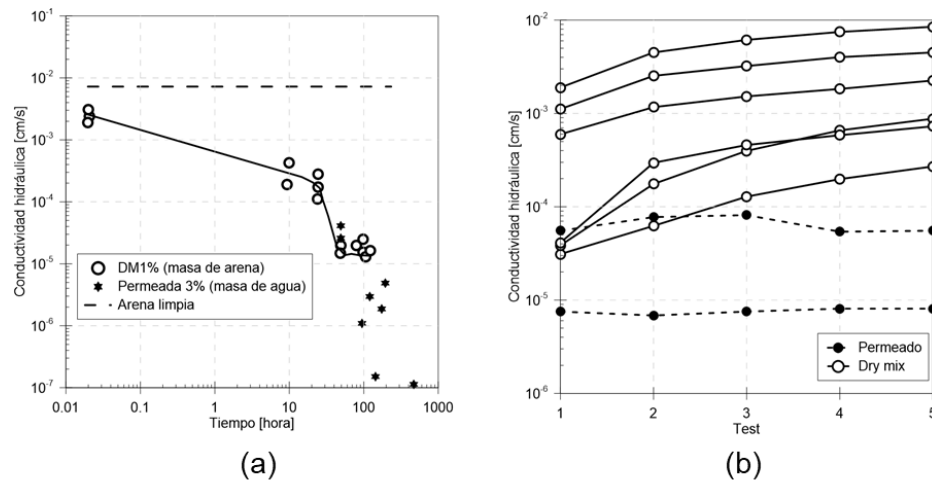 10^-1
10^-2
10^-3
10^-4
10^-5
10^-6
10^-7
Conductividad hidráulica [cm/s]
DM1% (masa de arena)
Permeada 3% (masa de agua)
Arena limpia
0.01 0.1 1 10 100 1000
Tiempo [hora]
(a)
10^-2
10^-3
10^-4
10^-5
10^-6
Conductividad hidráulica [cm/s]
Permeado
Dry mix
1 2 3 4 5
Test
(b)